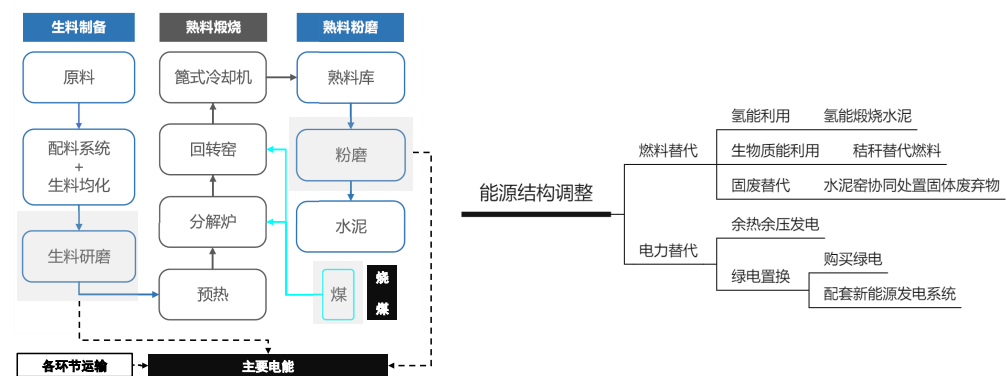 生料制备
熟料煅烧
熟料粉磨
原料
配料系统
+
生料均化
生料研磨
篦式冷却机
回转窑
分解炉
预热
熟料库
粉磨
水泥
煤
烧
煤
各环节运输
主要电能
能源结构调整
燃料替代
氢能利用
氢能煅烧水泥
生物质能利用
秸秆替代燃料
固废替代
水泥窑协同处置固体废弃物
电力替代
余热余压发电
绿电置换
购买绿电
配套新能源发电系统